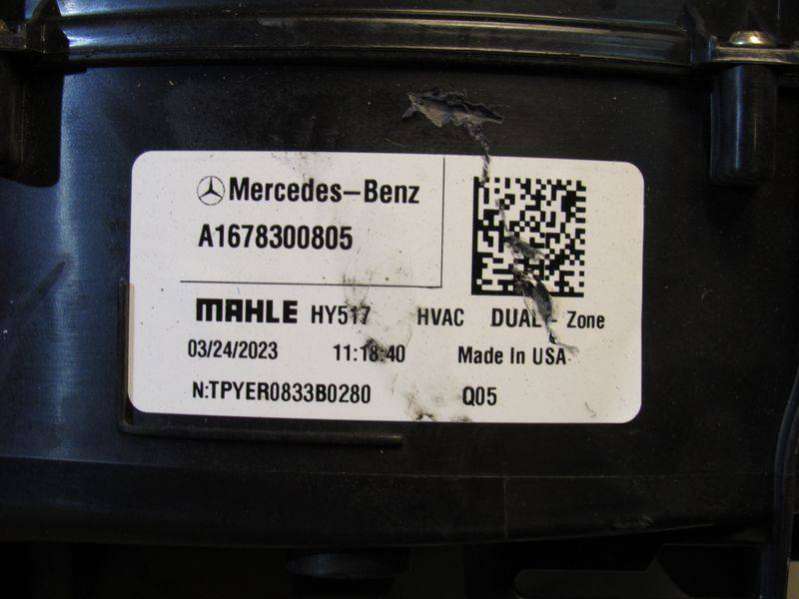 Mercedes-Benz
A1678300805
MAHLE HY517 HVAC DUAL - Zone
03/24/2023 11:18:40 Made In USA
N:TPYER0833B0280 Q05